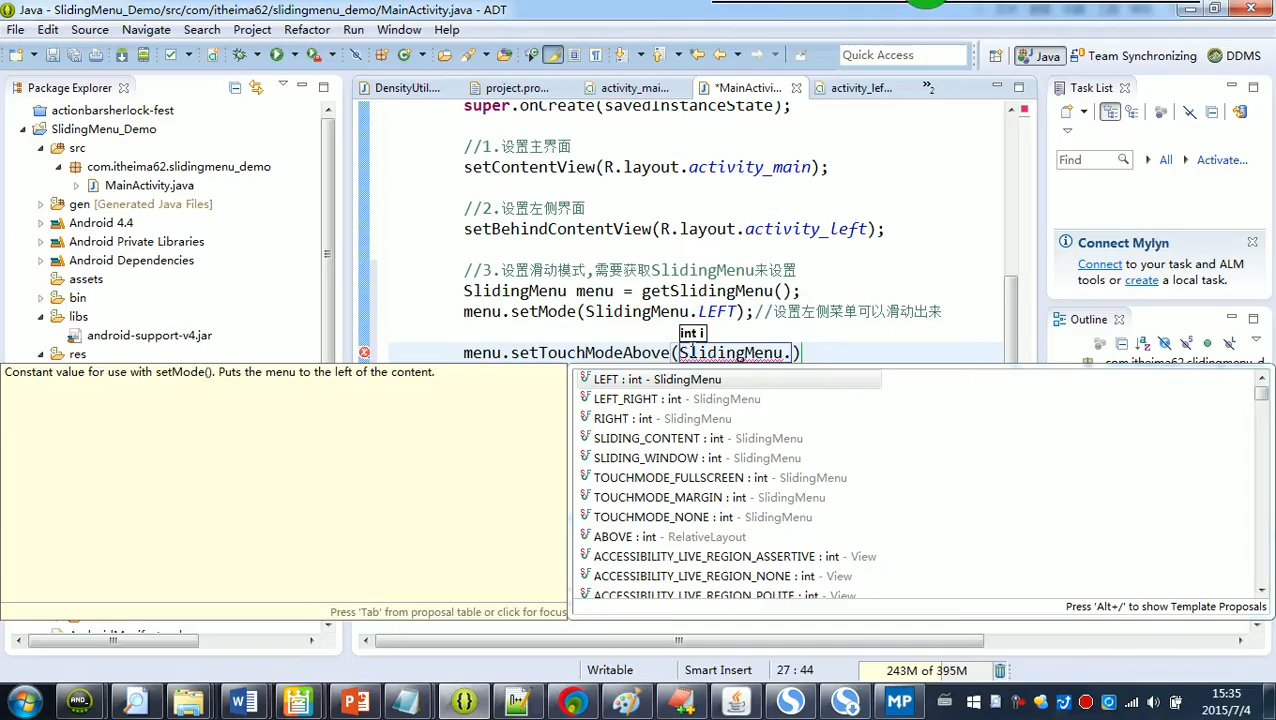 Java - SlidingMenu_Demo/src/com/itheima62/slidingmenu_demo/MainActivity.java - ADT
File Edit Source Navigate Search Project Refactor Run Window Help
Quick Access
Java
Team Synchronizing
DDMS
Package Explorer
DensityUtil....
project.pro...
activity_mai...
*MainActivi...
activity_lef...
»2
Task List
actionbarsherlock-fest
SlidingMenu_Demo
src
com.itheima62.slidingmenu_demo
MainActivity.java
gen [Generated Java Files]
Android 4.4
Android Private Libraries
Android Dependencies
assets
bin
libs
android-support-v4.jar
res
super.onCreate(savedInstanceState);
//1.设置主界面
setContentView(R.layout.activity_main);
//2.设置左侧界面
setBehindContentView(R.layout.activity_left);
//3.设置滑动模式,需要获取SlidingMenu来设置
SlidingMenu menu = getSlidingMenu();
menu.setMode(SlidingMenu.LEFT);//设置左侧菜单可以滑动出来
int i
menu.setTouchModeAbove(SlidingMenu.)
Find
All
Activate...
Connect Mylyn
Connect to your task and ALM
tools or create a local task.
Outline
Constant value for use with setMode(). Puts the menu to the left of the content.
Press 'Tab' from proposal table or click for focus
LEFT : int - SlidingMenu
LEFT_RIGHT : int - SlidingMenu
RIGHT : int - SlidingMenu
SLIDING_CONTENT : int - SlidingMenu
SLIDING_WINDOW : int - SlidingMenu
TOUCHMODE_FULLSCREEN : int - SlidingMenu
TOUCHMODE_MARGIN : int - SlidingMenu
TOUCHMODE_NONE : int - SlidingMenu
ABOVE : int - RelativeLayout
ACCESSIBILITY_LIVE_REGION_ASSERTIVE : int - View
ACCESSIBILITY_LIVE_REGION_NONE : int - View
ACCESSIBILITY_LIVE_REGION_POLITE : int - View
Press 'Alt+/' to show Template Proposals
Writable
Smart Insert
27 : 44
243M of 395M
AND_
MP
15:35
2015/7/4